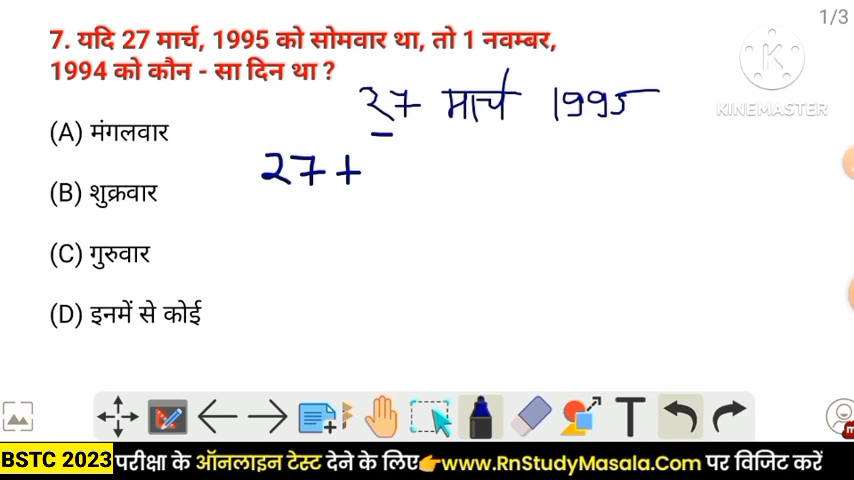 1/3
7. यदि 27 मार्च, 1995 को सोमवार था, तो 1 नवम्बर,
1994 को कौन - सा दिन था ?
27 मार्च 1995
KINEMASTER
(A) मंगलवार
27 +
(B) शुक्रवार
(C) गुरुवार
(D) इनमें से कोई
T
BSTC 2023 परीक्षा के ऑनलाइन टेस्ट देने के लिए👉www.RnStudyMasala.Com पर विजिट करें